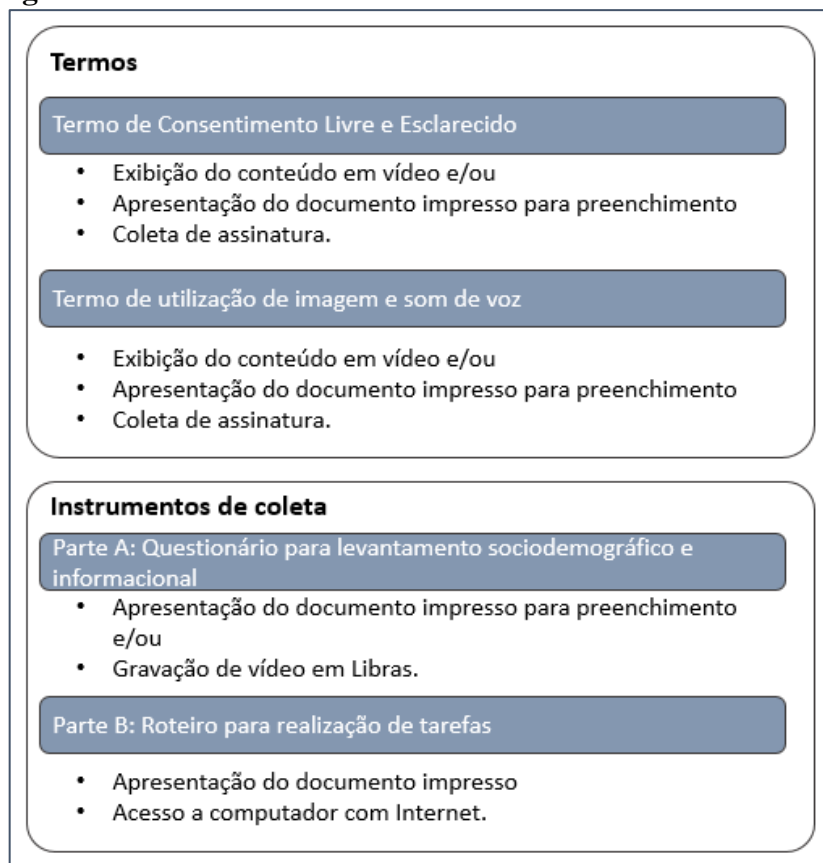 Termos
Termo de Consentimento Livre e Esclarecido
• Exibição do conteúdo em vídeo e/ou
• Apresentação do documento impresso para preenchimento
• Coleta de assinatura.
Termo de utilização de imagem e som de voz
• Exibição do conteúdo em vídeo e/ou
• Apresentação do documento impresso para preenchimento
• Coleta de assinatura.
Instrumentos de coleta
Parte A: Questionário para levantamento sociodemográfico e
informacional
• Apresentação do documento impresso para preenchimento
e/ou
• Gravação de vídeo em Libras.
Parte B: Roteiro para realização de tarefas
• Apresentação do documento impresso
• Acesso a computador com Internet.